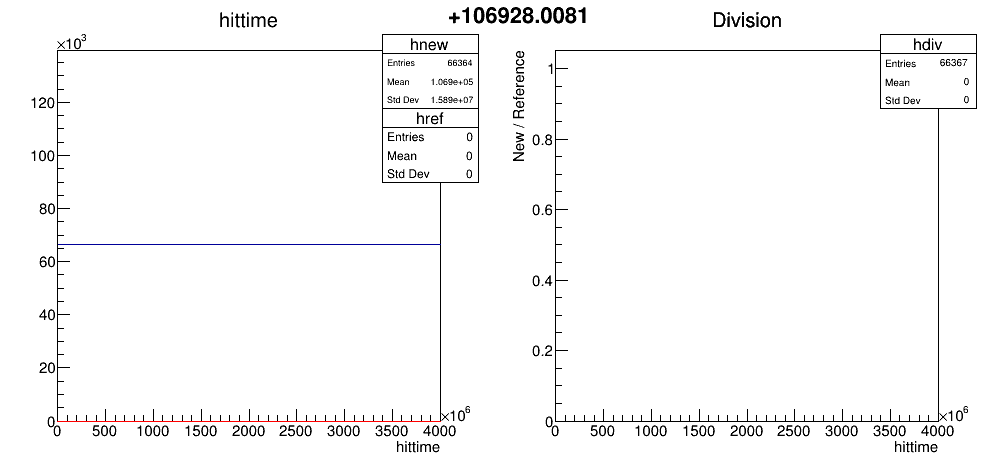 +106928.0081
hittime
×10³
120
100
80
60
40
20
0
0 500 1000 1500 2000 2500 3000 3500 4000
×10⁶
hittime
hnew
Entries 66364
Mean 1.069e+05
Std Dev 1.589e+07
href
Entries 0
Mean 0
Std Dev 0
Division
New / Reference
1
0.8
0.6
0.4
0.2
0
0 500 1000 1500 2000 2500 3000 3500 4000
×10⁶
hittime
hdiv
Entries 66367
Mean 0
Std Dev 0